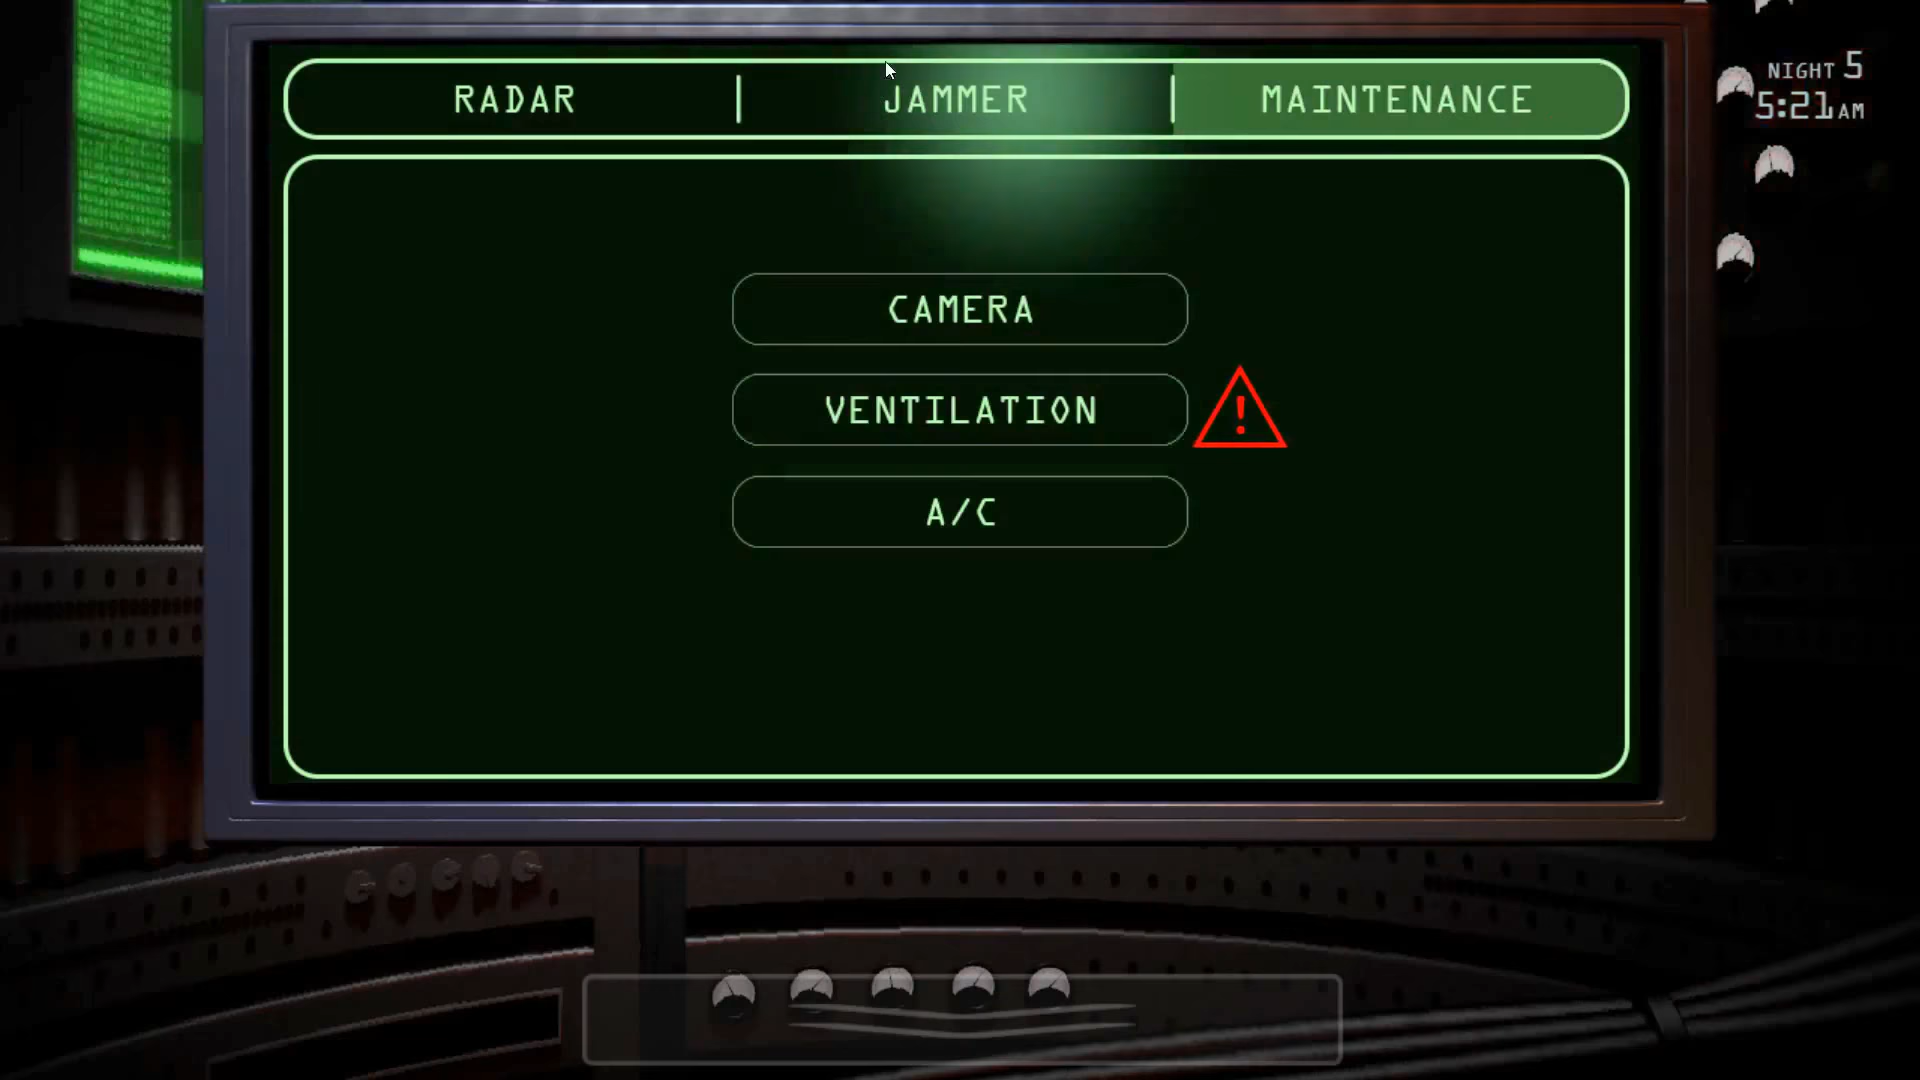 RADAR | JAMMER | MAINTENANCE
NIGHT 5
5:21 AM
CAMERA
VENTILATION
!
A/C